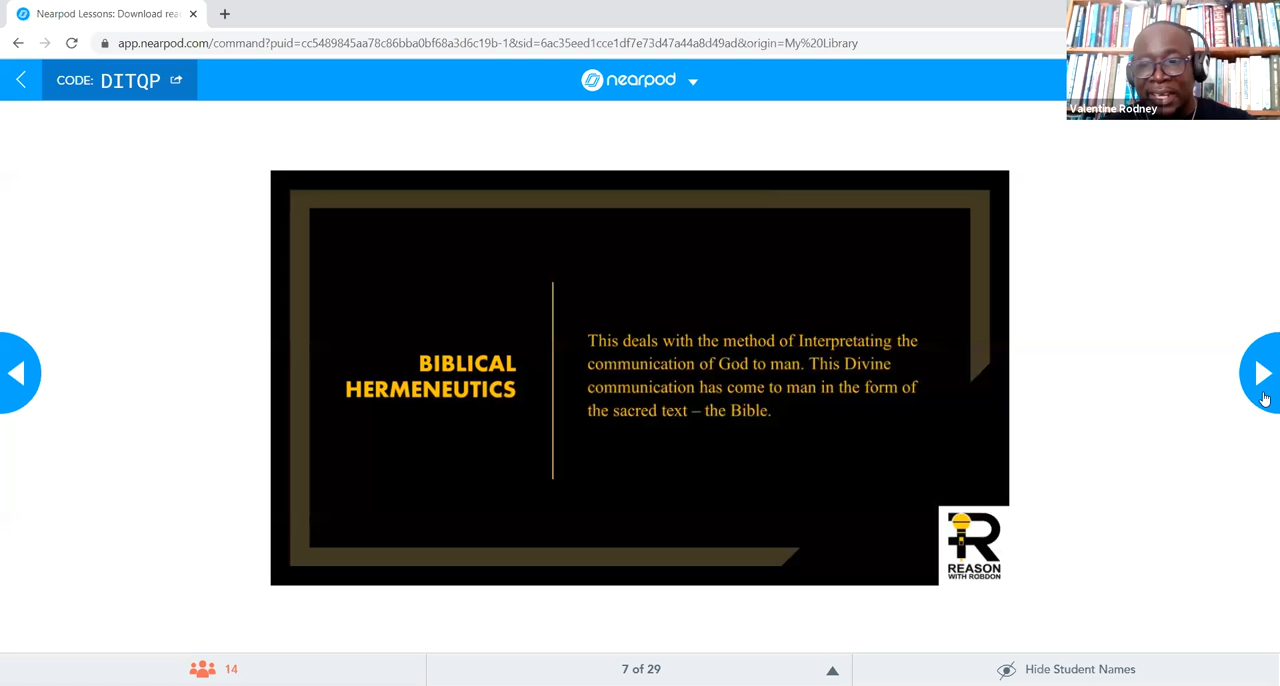 Nearpod Lessons: Download rea
app.nearpod.com/command?puid=cc5489845aa78c86bba0bf68a3d6c19b-1&sid=6ac35eed1cce1df7e73d47a44a8d49ad&origin=My%20Library
CODE: DITQP
nearpod
Valentine Rodney
BIBLICAL
HERMENEUTICS
This deals with the method of Interpretating the
communication of God to man. This Divine
communication has come to man in the form of
the sacred text – the Bible.
R
REASON
WITH ROBDON
14
7 of 29
Hide Student Names